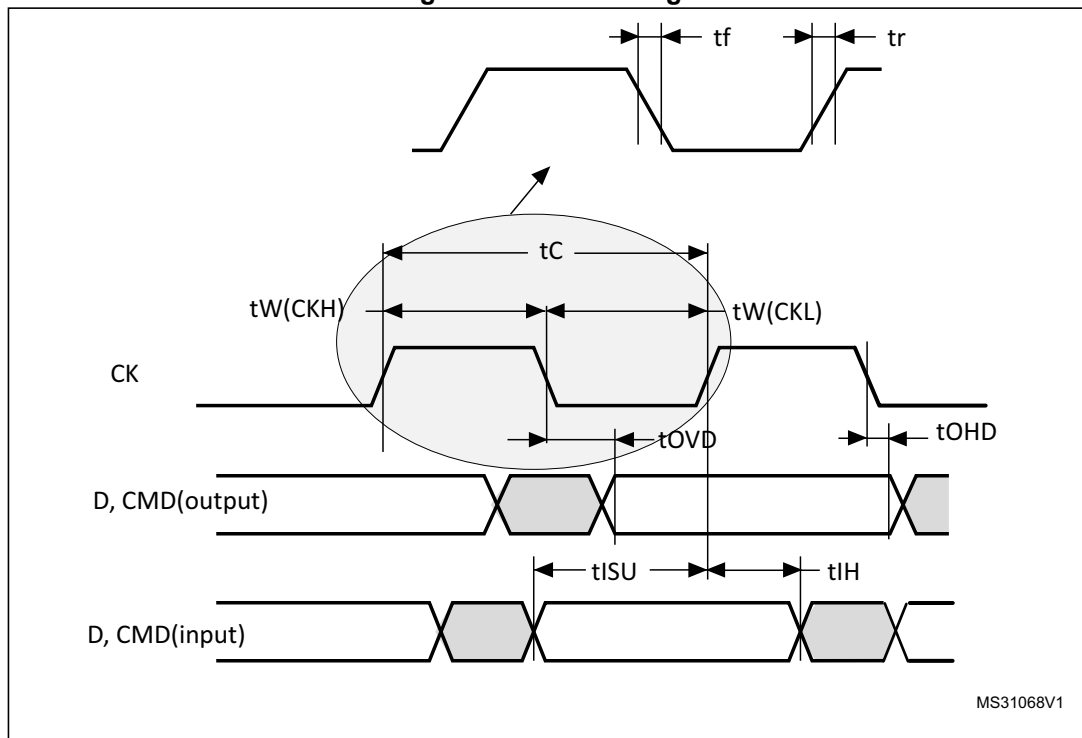 tf
tr
tC
tW(CKH)
tW(CKL)
CK
tOVD
tOHD
D, CMD(output)
tISU
tIH
D, CMD(input)
MS31068V1